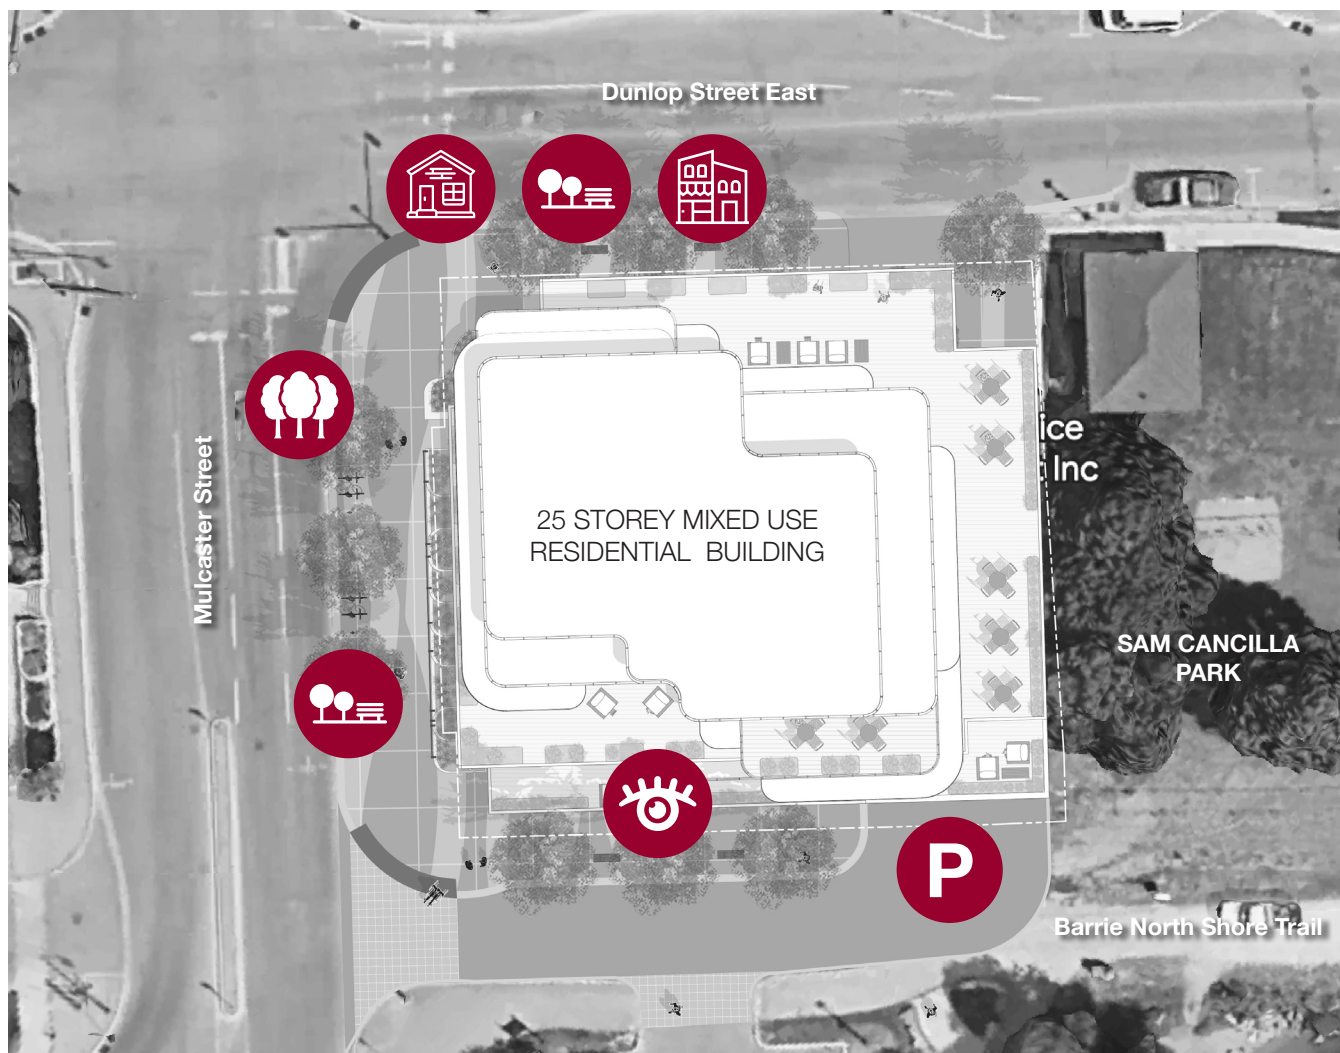 Dunlop Street East
Mulcaster Street
ice
Inc
25 STOREY MIXED USE
RESIDENTIAL BUILDING
SAM CANCILLA
PARK
P
Barrie North Shore Trail